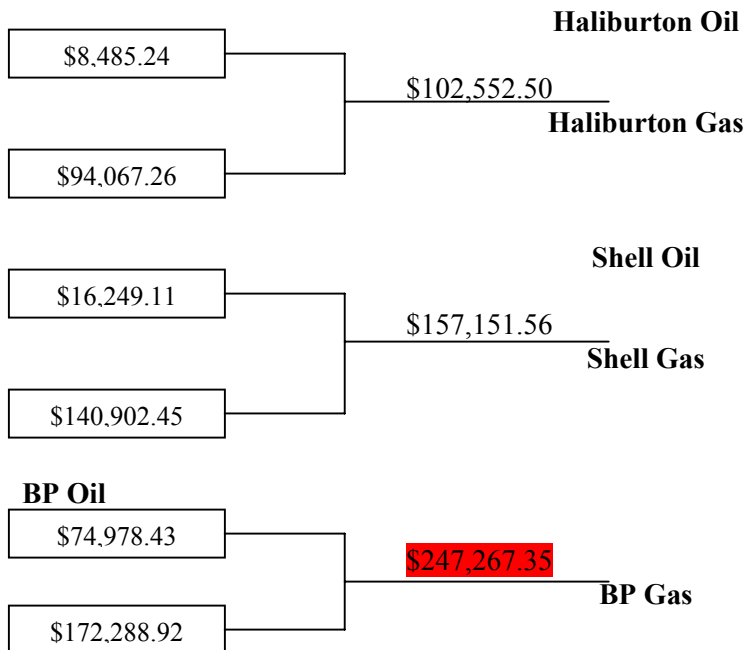 Haliburton Oil
$8,485.24
$102,552.50
Haliburton Gas
$94,067.26
Shell Oil
$16,249.11
$157,151.56
Shell Gas
$140,902.45
BP Oil
$74,978.43
$247,267.35
BP Gas
$172,288.92